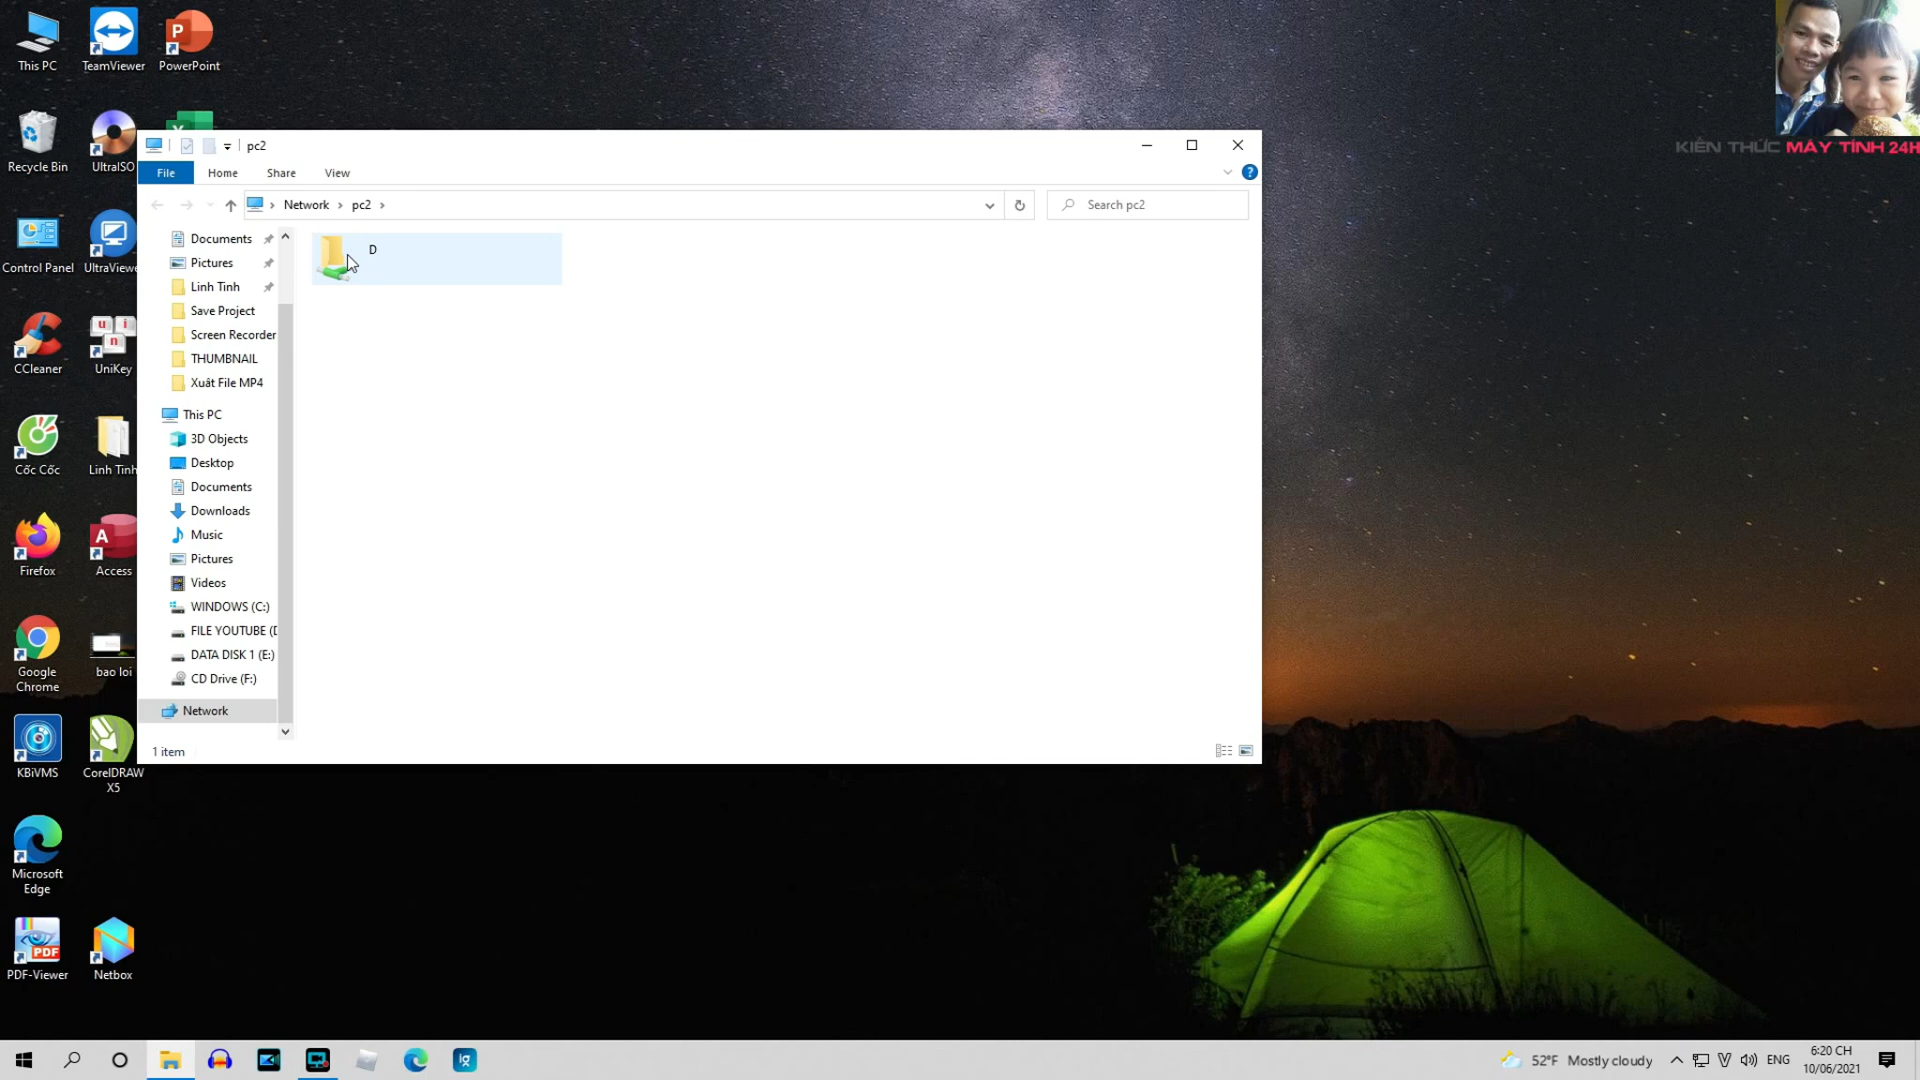 This PC
TeamViewer
PowerPoint
Recycle Bin
UltraISO
Control Panel
UltraViewe
CCleaner
UniKey
Cốc Cốc
Linh Tinh
Firefox
Access
Google
Chrome
bao loi
KBiVMS
CorelDRAW
X5
Microsoft
Edge
PDF-Viewer
Netbox
pc2
File
Home
Share
View
Network
pc2
Search pc2
Documents
Pictures
Linh Tinh
Save Project
Screen Recorder
THUMBNAIL
Xuất File MP4
This PC
3D Objects
Desktop
Documents
Downloads
Music
Pictures
Videos
WINDOWS (C:)
FILE YOUTUBE (D
DATA DISK 1 (E:)
CD Drive (F:)
Network
D
1 item
KIẾN THỨC MÁY TÍNH 24H
52°F Mostly cloudy
ENG
6:20 CH
10/06/2021